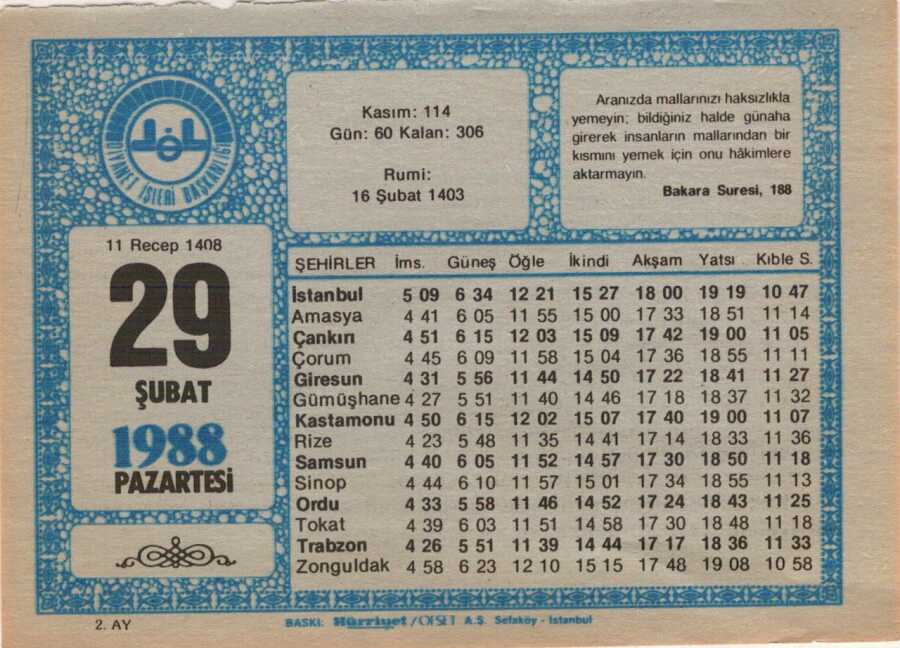 DİYANET İŞLERİ BAŞKANLIĞI
Kasım: 114
Gün: 60 Kalan: 306
Rumi:
16 Şubat 1403
Aranızda mallarınızı haksızlıkla
yemeyin; bildiğiniz halde günaha
girerek insanların mallarından bir
kısmını yemek için onu hâkimlere
aktarmayın.
Bakara Suresi, 188
11 Recep 1408
29
ŞUBAT
1988
PAZARTESİ
ŞEHİRLER İms. Güneş Öğle İkindi Akşam Yatsı Kıble S.
İstanbul 5 09 6 34 12 21 15 27 18 00 19 19 10 47
Amasya 4 41 6 05 11 55 15 00 17 33 18 51 11 14
Çankırı 4 51 6 15 12 03 15 09 17 42 19 00 11 05
Çorum 4 45 6 09 11 58 15 04 17 36 18 55 11 11
Giresun 4 31 5 56 11 44 14 50 17 22 18 41 11 27
Gümüşhane 4 27 5 51 11 40 14 46 17 18 18 37 11 32
Kastamonu 4 50 6 15 12 02 15 07 17 40 19 00 11 07
Rize 4 23 5 48 11 35 14 41 17 14 18 33 11 36
Samsun 4 40 6 05 11 52 14 57 17 30 18 50 11 18
Sinop 4 44 6 10 11 57 15 01 17 34 18 55 11 13
Ordu 4 33 5 58 11 46 14 52 17 24 18 43 11 25
Tokat 4 39 6 03 11 51 14 58 17 30 18 48 11 18
Trabzon 4 26 5 51 11 39 14 44 17 17 18 36 11 33
Zonguldak 4 58 6 23 12 10 15 15 17 48 19 08 10 58
2. AY
BASKI: Hürriyet / OFSET A.Ş. Sefaköy - Istanbul